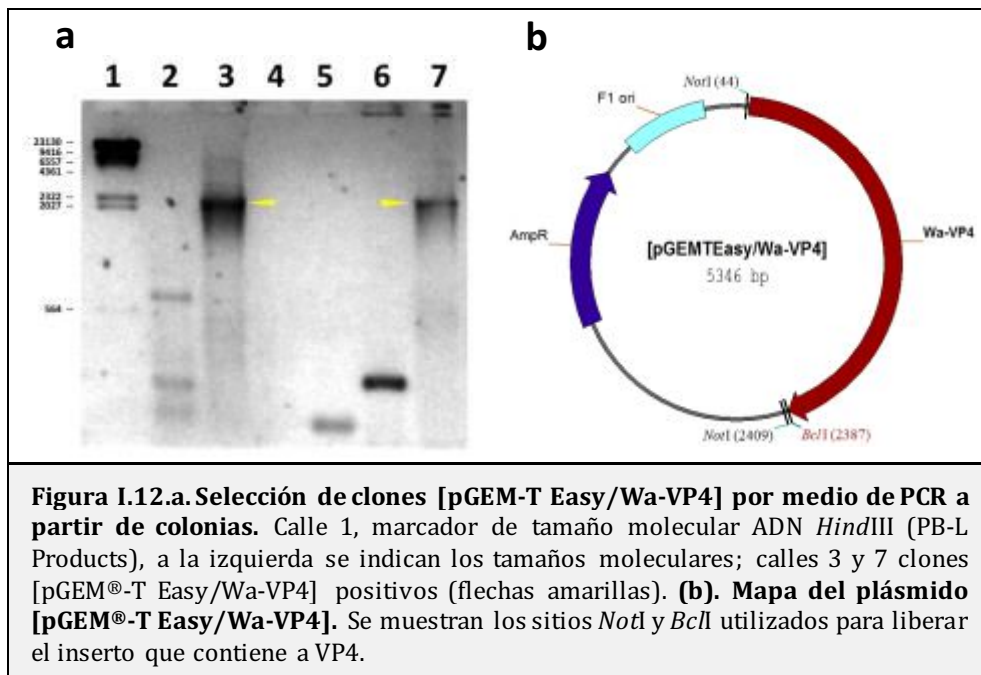 a
b
1 2 3 4 5 6 7
23130
9416
6557
4361
2322
2027
564
NotI (44)
F1 ori
AmpR
[pGEMTEasy/Wa-VP4]
5346 bp
Wa-VP4
NotI (2409)
BclI (2387)
Figura I.12.a. Selección de clones [pGEM-T Easy/Wa-VP4] por medio de PCR a
partir de colonias. Calle 1, marcador de tamaño molecular ADN HindIII (PB-L
Products), a la izquierda se indican los tamaños moleculares; calles 3 y 7 clones
[pGEM®-T Easy/Wa-VP4] positivos (flechas amarillas). (b). Mapa del plásmido
[pGEM®-T Easy/Wa-VP4]. Se muestran los sitios NotI y BclI utilizados para liberar
el inserto que contiene a VP4.